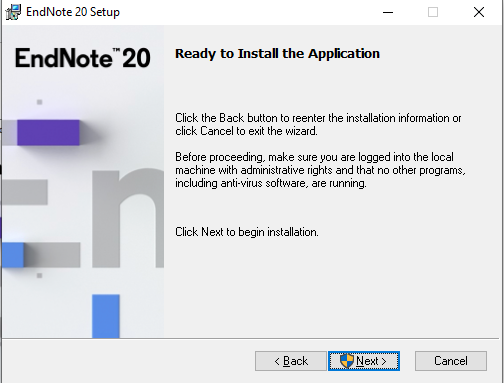 EndNote 20 Setup
EndNote™20
Ready to Install the Application
Click the Back button to reenter the installation information or
click Cancel to exit the wizard.
Before proceeding, make sure you are logged into the local
machine with administrative rights and that no other programs,
including anti-virus software, are running.
Click Next to begin installation.
En
< Back
Next >
Cancel